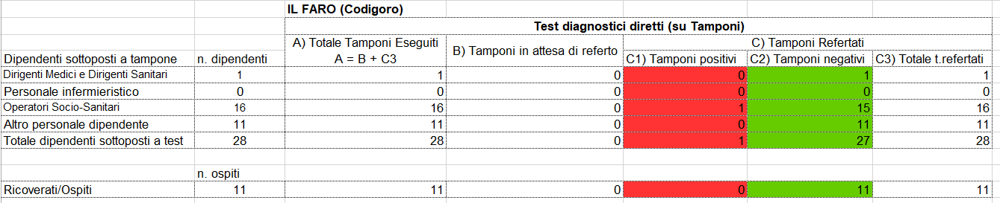 IL FARO (Codigoro)
Test diagnostici diretti (su Tamponi)
A) Totale Tamponi Eseguiti B) Tamponi in attesa di referto C) Tamponi Refertati
Dipendenti sottoposti a tampone n. dipendenti A = B + C3 C1) Tamponi positivi C2) Tamponi negativi C3) Totale t.refertati
Dirigenti Medici e Dirigenti Sanitari 1 1 0 0 1 1
Personale infermieristico 0 0 0 0 0 0
Operatori Socio-Sanitari 16 16 0 1 15 16
Altro personale dipendente 11 11 0 0 11 11
Totale dipendenti sottoposti a test 28 28 0 1 27 28
n. ospiti
Ricoverati/Ospiti 11 11 0 0 11 11